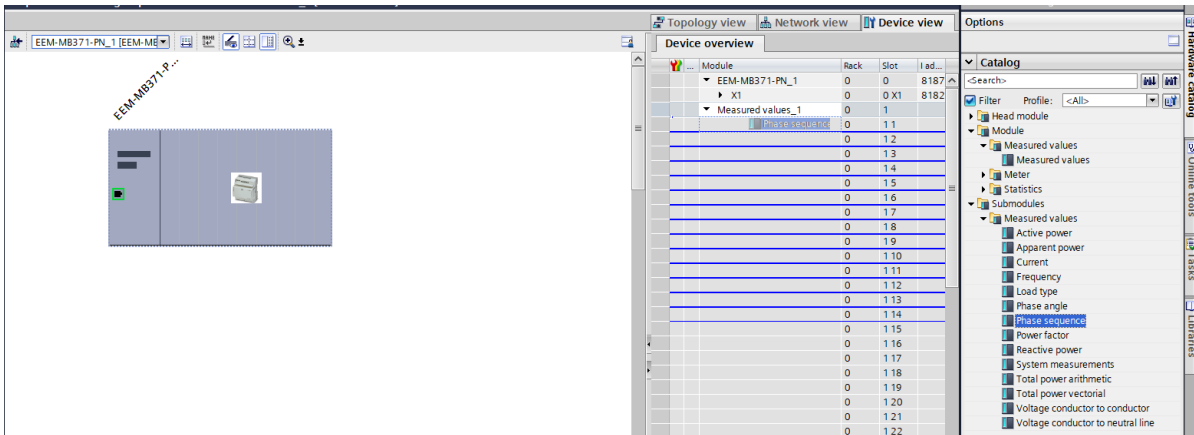 Topology view
Network view
Device view
Options
EEM-MB371-PN_1 [EEM-ME
Device overview
EEM-MB371-P...
... Module Rack Slot I ad...
EEM-MB371-PN_1 0 0 8187
X1 0 0 X1 8182
Measured values_1 0 1
Phase sequence 0 1 1
0 1 2
0 1 3
0 1 4
0 1 5
0 1 6
0 1 7
0 1 8
0 1 9
0 1 10
0 1 11
0 1 12
0 1 13
0 1 14
0 1 15
0 1 16
0 1 17
0 1 18
0 1 19
0 1 20
0 1 21
0 1 22
Catalog
<Search>
Filter Profile: <All>
Head module
Module
Measured values
Measured values
Meter
Statistics
Submodules
Measured values
Active power
Apparent power
Current
Frequency
Load type
Phase angle
Phase sequence
Power factor
Reactive power
System measurements
Total power arithmetic
Total power vectorial
Voltage conductor to conductor
Voltage conductor to neutral line
Hardware catalog
Online tools
Tasks
Libraries